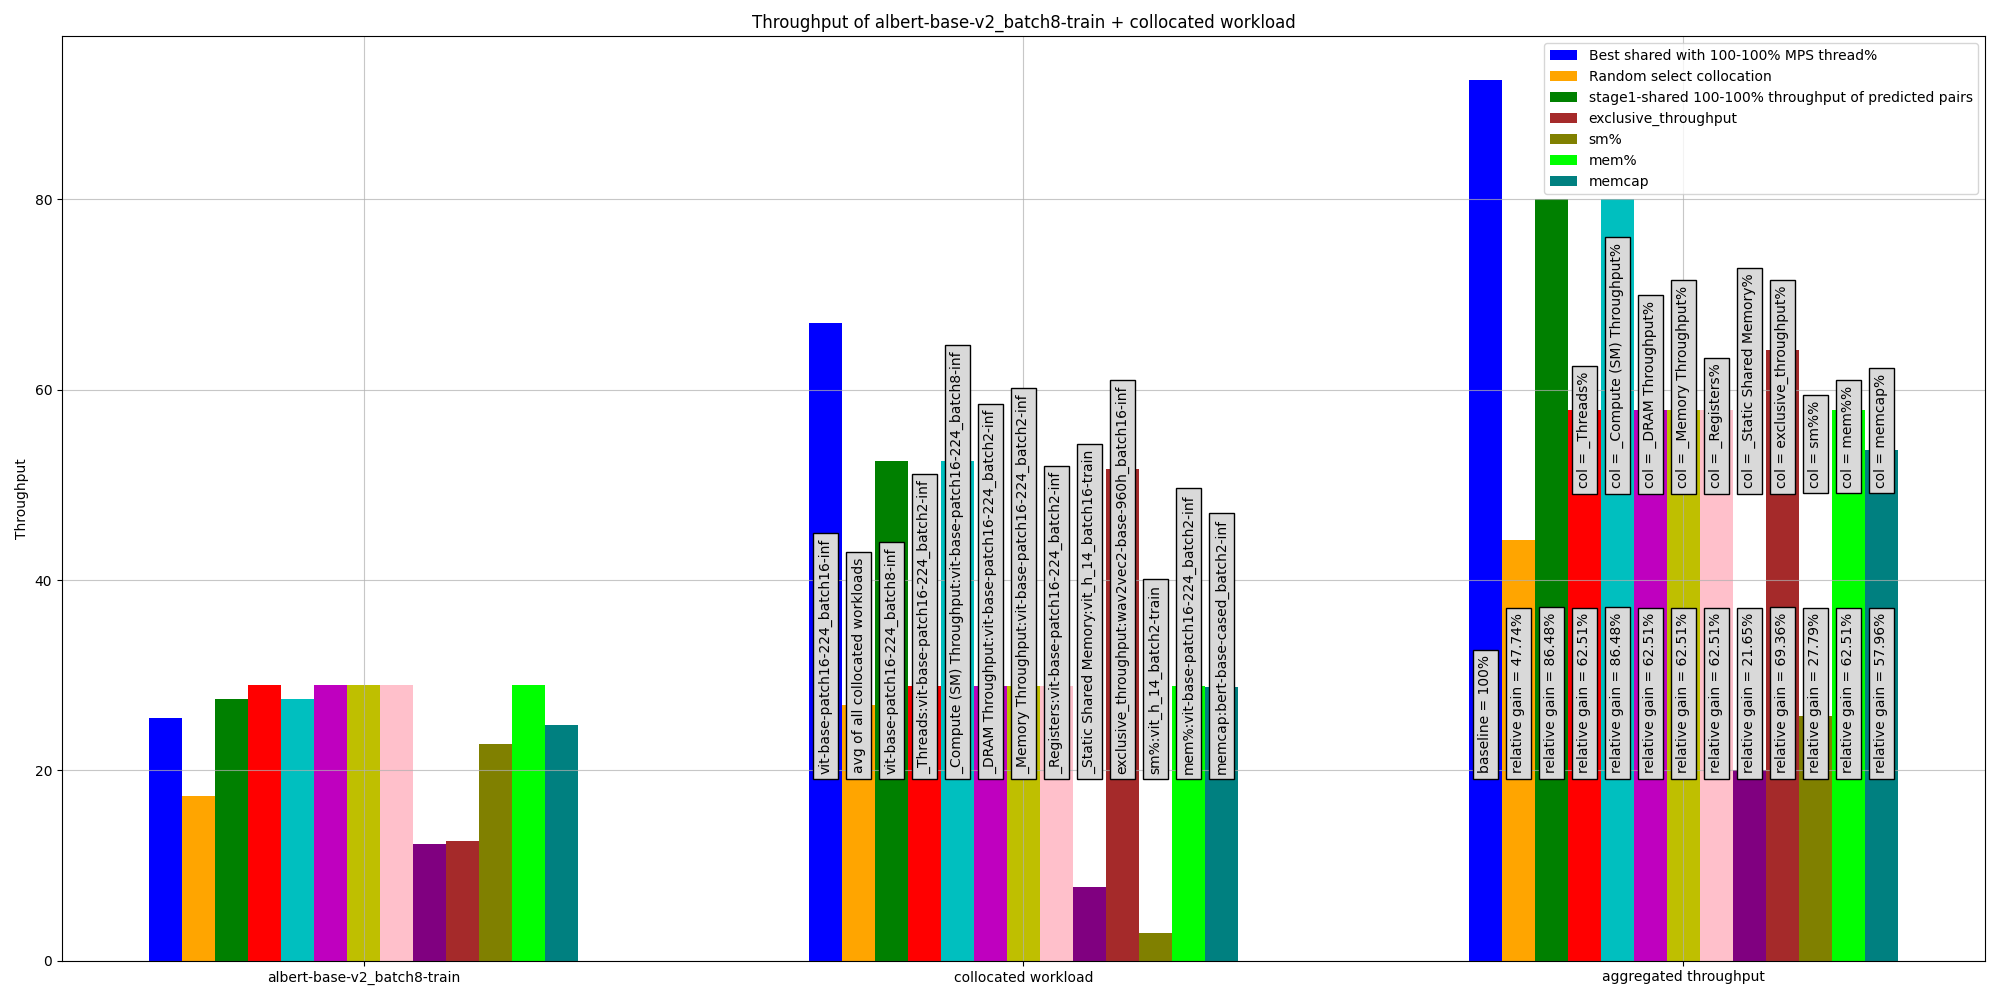 Throughput of albert-base-v2_batch8-train + collocated workload
Best shared with 100-100% MPS thread%
Random select collocation
stage1-shared 100-100% throughput of predicted pairs
exclusive_throughput
sm%
mem%
memcap
Throughput
80
60
40
20
0
vit-base-patch16-224_batch16-inf
avg of all collocated workloads
vit-base-patch16-224_batch8-inf
_Threads:vit-base-patch16-224_batch2-inf
_Compute (SM) Throughput:vit-base-patch16-224_batch8-inf
_DRAM Throughput:vit-base-patch16-224_batch2-inf
_Memory Throughput:vit-base-patch16-224_batch2-inf
_Registers:vit-base-patch16-224_batch2-inf
_Static Shared Memory:vit_h_14_batch16-train
exclusive_throughput:wav2vec2-base-960h_batch16-inf
sm%:vit_h_14_batch2-train
mem%:vit-base-patch16-224_batch2-inf
memcap:bert-base-cased_batch2-inf
col = _Threads%
col = _Compute (SM) Throughput%
col = _DRAM Throughput%
col = _Memory Throughput%
col = _Registers%
col = _Static Shared Memory%
col = exclusive_throughput%
col = sm%%
col = mem%%
col = memcap%
baseline = 100%
relative gain = 47.74%
relative gain = 86.48%
relative gain = 62.51%
relative gain = 86.48%
relative gain = 62.51%
relative gain = 62.51%
relative gain = 62.51%
relative gain = 21.65%
relative gain = 69.36%
relative gain = 27.79%
relative gain = 62.51%
relative gain = 57.96%
albert-base-v2_batch8-train
collocated workload
aggregated throughput